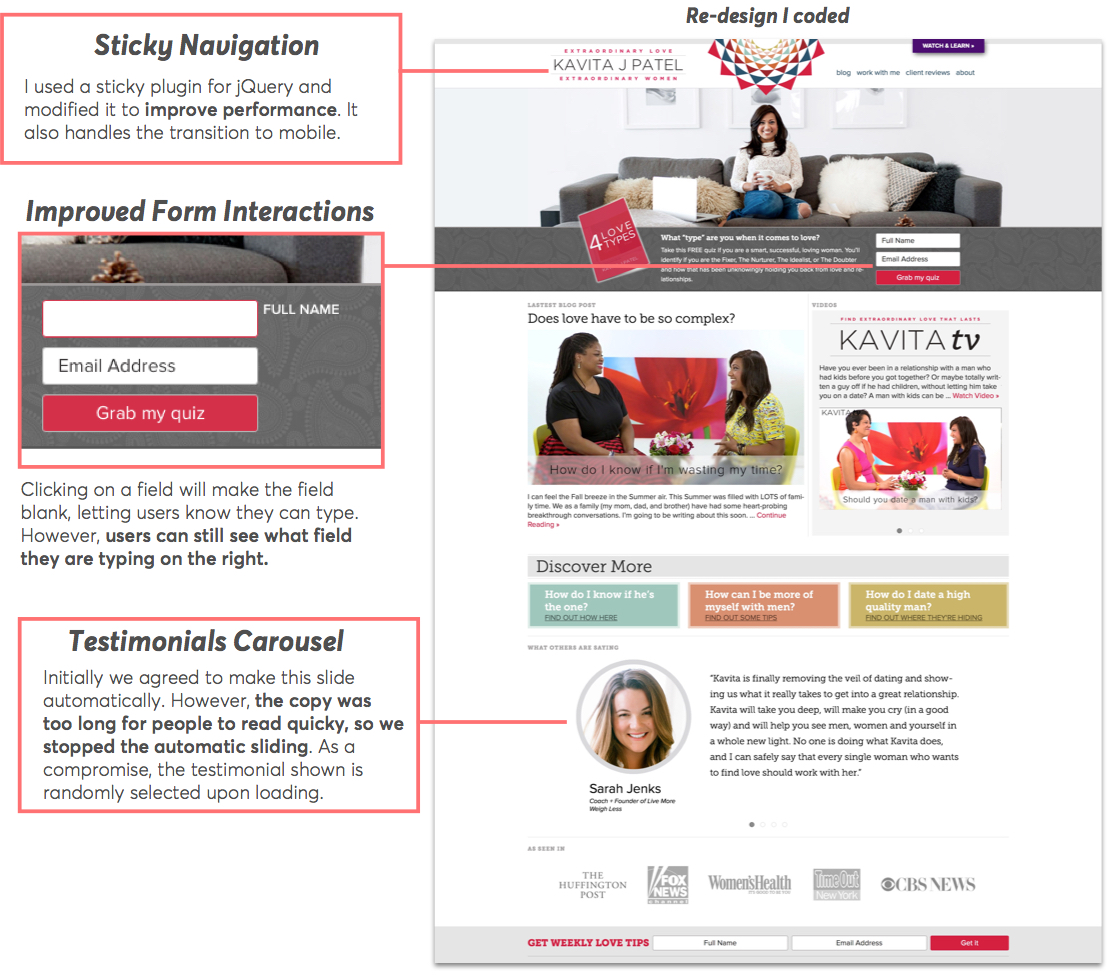 Re-design I coded
Sticky Navigation
I used a sticky plugin for jQuery and
modified it to improve performance. It
also handles the transition to mobile.
Improved Form Interactions
FULL NAME
Email Address
Grab my quiz
Clicking on a field will make the field
blank, letting users know they can type.
However, users can still see what field
they are typing on the right.
Testimonials Carousel
Initially we agreed to make this slide
automatically. However, the copy was
too long for people to read quicky, so we
stopped the automatic sliding. As a
compromise, the testimonial shown is
randomly selected upon loading.
EXTRAORDINARY LOVE
KAVITA J PATEL
EXTRAORDINARY WOMEN
WATCH & LEARN »
blog work with me client reviews about
4 LOVE
TYPES
What "type" are you when it comes to love?
Take this FREE quiz if you are a smart, successful, loving woman. You'll
identify if you are the Fixer, The Nurturer, The Idealist, or The Doubter
and how that has been unknowingly holding you back from love and re-
lationships.
Full Name
Email Address
Grab my quiz
LASTEST BLOG POST
Does love have to be so complex?
How do I know if I'm wasting my time?
I can feel the Fall breeze in the Summer air. This Summer was filled with LOTS of fami-
ly time. We as a family (my mom, dad, and brother) have had some heart-probing
breakthrough conversations. I'm going to be writing about this soon. ... Continue
Reading »
VIDEOS
FIND EXTRAORDINARY LOVE THAT LASTS
KAVITA tv
Have you ever been in a relationship with a man who
had kids before you got together? Or maybe totally writ-
ten a guy off if he had children, without letting him take
you on a date? A man with kids can be ... Watch Video »
KAVITA
Should you date a man with kids?
Discover More
How do I know if he's
the one?
FIND OUT HOW HERE
How can I be more of
myself with men?
FIND OUT SOME TIPS
How do I date a high
quality man?
FIND OUT WHERE THEY'RE HIDING
WHAT OTHERS ARE SAYING
Sarah Jenks
Coach + Founder of Live More
Weigh Less
"Kavita is finally removing the veil of dating and show-
ing us what it really takes to get into a great relationship.
Kavita will take you deep, will make you cry (in a good
way) and will help you see men, women and yourself in
a whole new light. No one is doing what Kavita does,
and I can safely say that every single woman who wants
to find love should work with her."
AS SEEN IN
THE
HUFFINGTON
POST
FOX
NEWS
channel
Women'sHealth
IT'S GOOD TO BE YOU
TimeOut
New York
CBS NEWS
GET WEEKLY LOVE TIPS
Full Name
Email Address
Get it